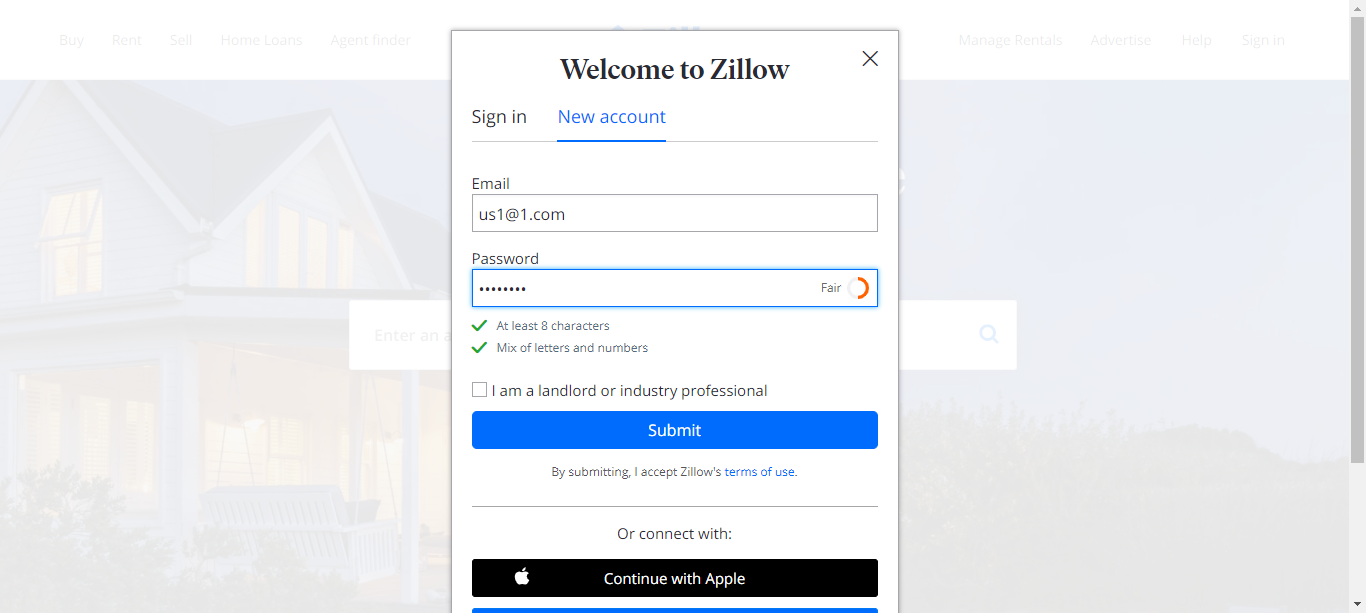 Buy Rent Sell Home Loans Agent finder Manage Rentals Advertise Help Sign in
Welcome to Zillow
Sign in New account
Email
us1@1.com
Password
•••••••• Fair
At least 8 characters
Mix of letters and numbers
Enter an a
I am a landlord or industry professional
Submit
By submitting, I accept Zillow's terms of use.
Or connect with:
Continue with Apple